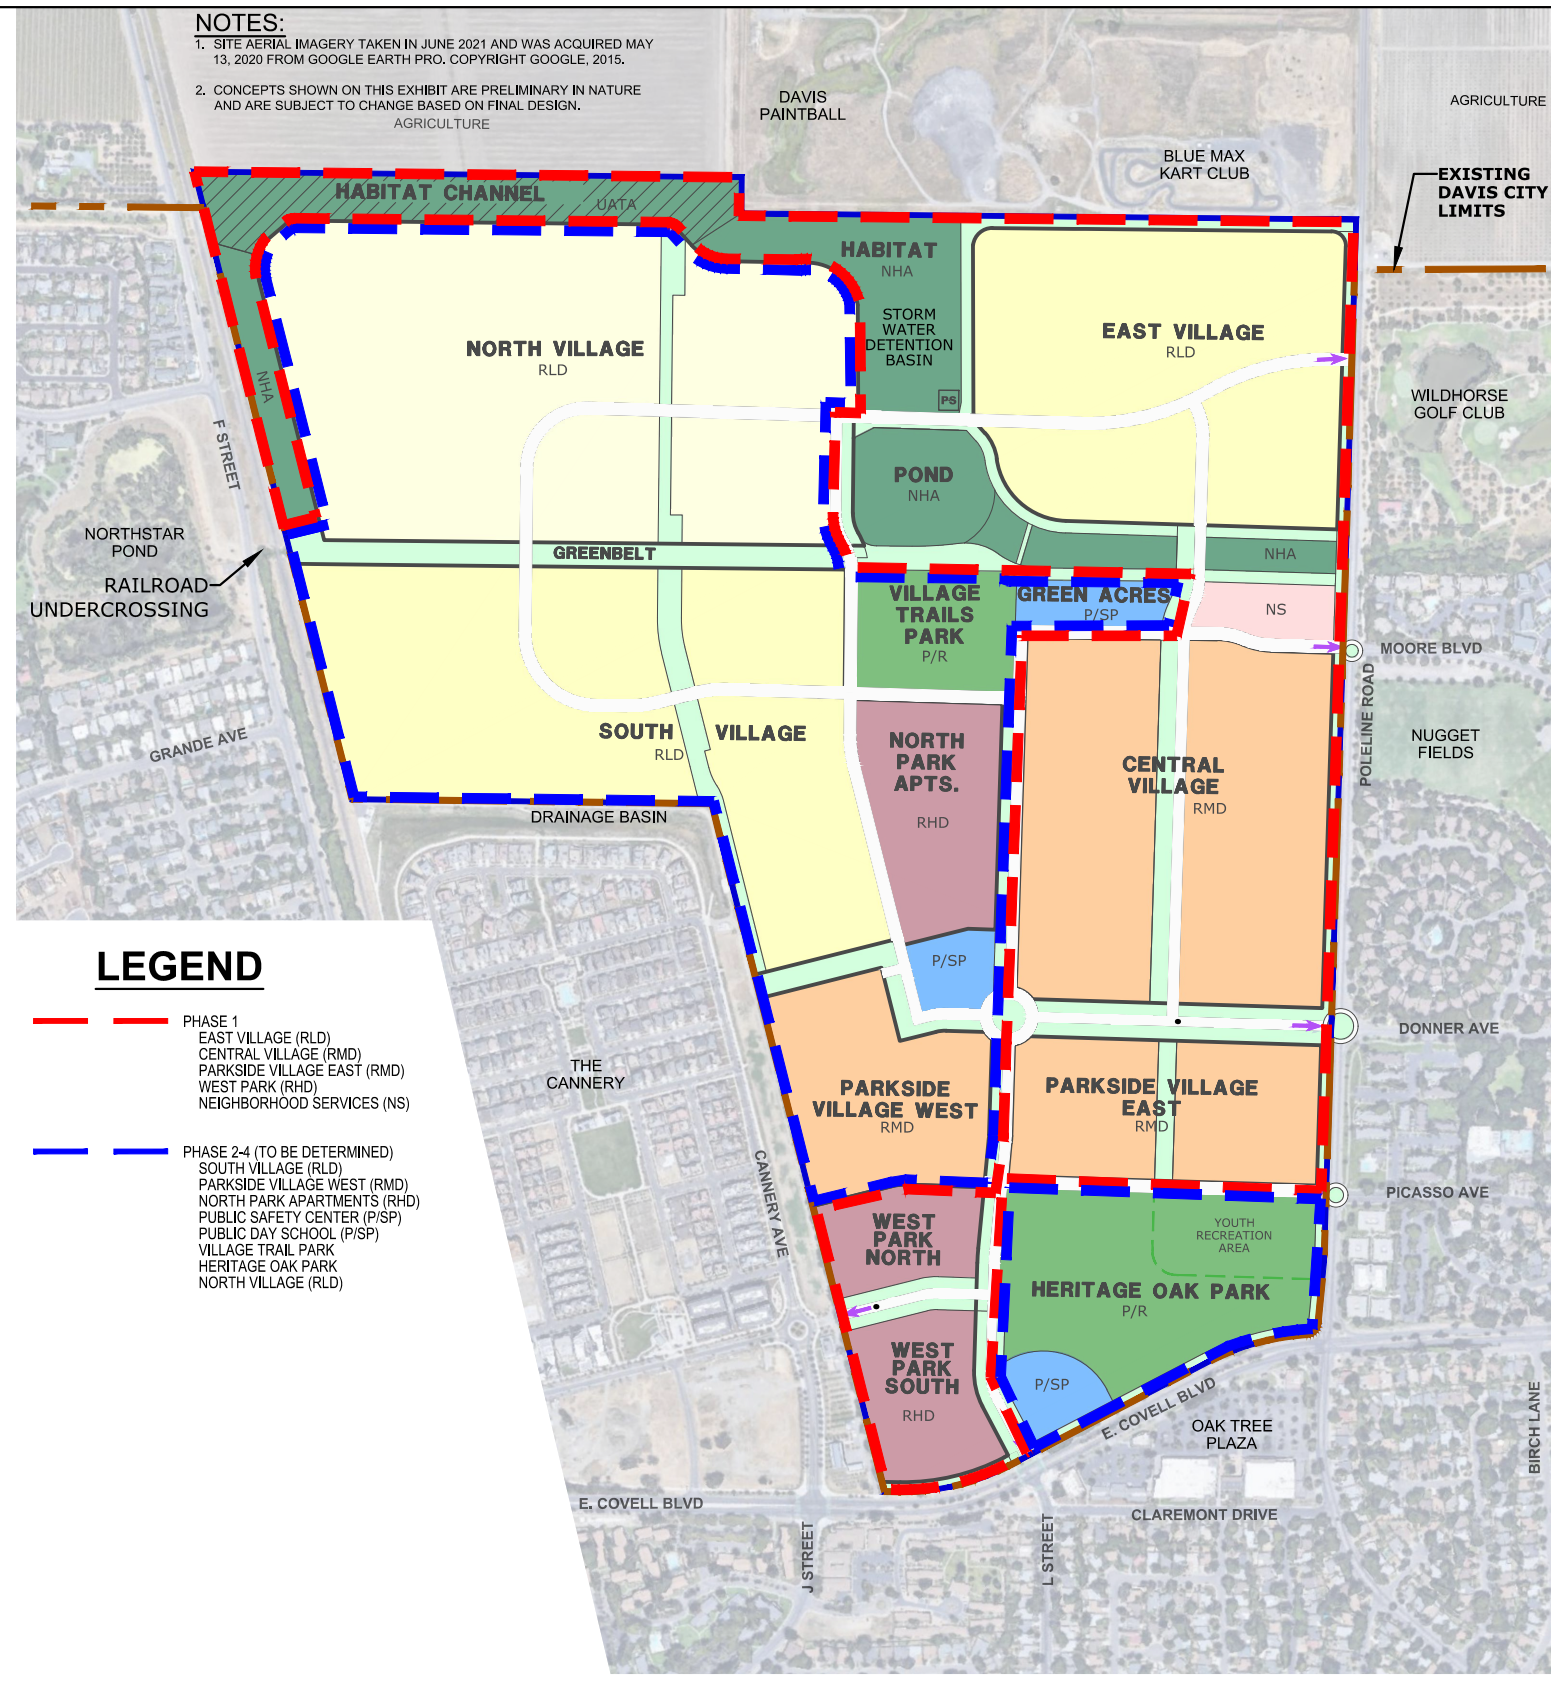 NOTES:
1. SITE AERIAL IMAGERY TAKEN IN JUNE 2021 AND WAS ACQUIRED MAY
13, 2020 FROM GOOGLE EARTH PRO. COPYRIGHT GOOGLE, 2015.
2. CONCEPTS SHOWN ON THIS EXHIBIT ARE PRELIMINARY IN NATURE
AND ARE SUBJECT TO CHANGE BASED ON FINAL DESIGN.
AGRICULTURE
DAVIS
PAINTBALL
AGRICULTURE
BLUE MAX
KART CLUB
EXISTING
DAVIS CITY
LIMITS
HABITAT CHANNEL
UATA
HABITAT
NHA
STORM
WATER
DETENTION
BASIN
PS
EAST VILLAGE
RLD
NORTH VILLAGE
RLD
NHA
F STREET
WILDHORSE
GOLF CLUB
POND
NHA
NORTHSTAR
POND
RAILROAD
UNDERCROSSING
GREENBELT
NHA
VILLAGE
TRAILS
PARK
P/R
GREEN ACRES
P/SP
NS
MOORE BLVD
POLELINE ROAD
GRANDE AVE
SOUTH VILLAGE
RLD
NORTH
PARK
APTS.
RHD
CENTRAL
VILLAGE
RMD
NUGGET
FIELDS
DRAINAGE BASIN
P/SP
DONNER AVE
LEGEND
PHASE 1
EAST VILLAGE (RLD)
CENTRAL VILLAGE (RMD)
PARKSIDE VILLAGE EAST (RMD)
WEST PARK (RHD)
NEIGHBORHOOD SERVICES (NS)
PHASE 2-4 (TO BE DETERMINED)
SOUTH VILLAGE (RLD)
PARKSIDE VILLAGE WEST (RMD)
NORTH PARK APARTMENTS (RHD)
PUBLIC SAFETY CENTER (P/SP)
PUBLIC DAY SCHOOL (P/SP)
VILLAGE TRAIL PARK
HERITAGE OAK PARK
NORTH VILLAGE (RLD)
THE
CANNERY
PARKSIDE
VILLAGE WEST
RMD
PARKSIDE VILLAGE
EAST
RMD
CANNERY AVE
PICASSO AVE
WEST
PARK
NORTH
YOUTH
RECREATION
AREA
HERITAGE OAK PARK
P/R
WEST
PARK
SOUTH
RHD
P/SP
E. COVELL BLVD
OAK TREE
PLAZA
BIRCH LANE
E. COVELL BLVD
CLAREMONT DRIVE
J STREET
L STREET